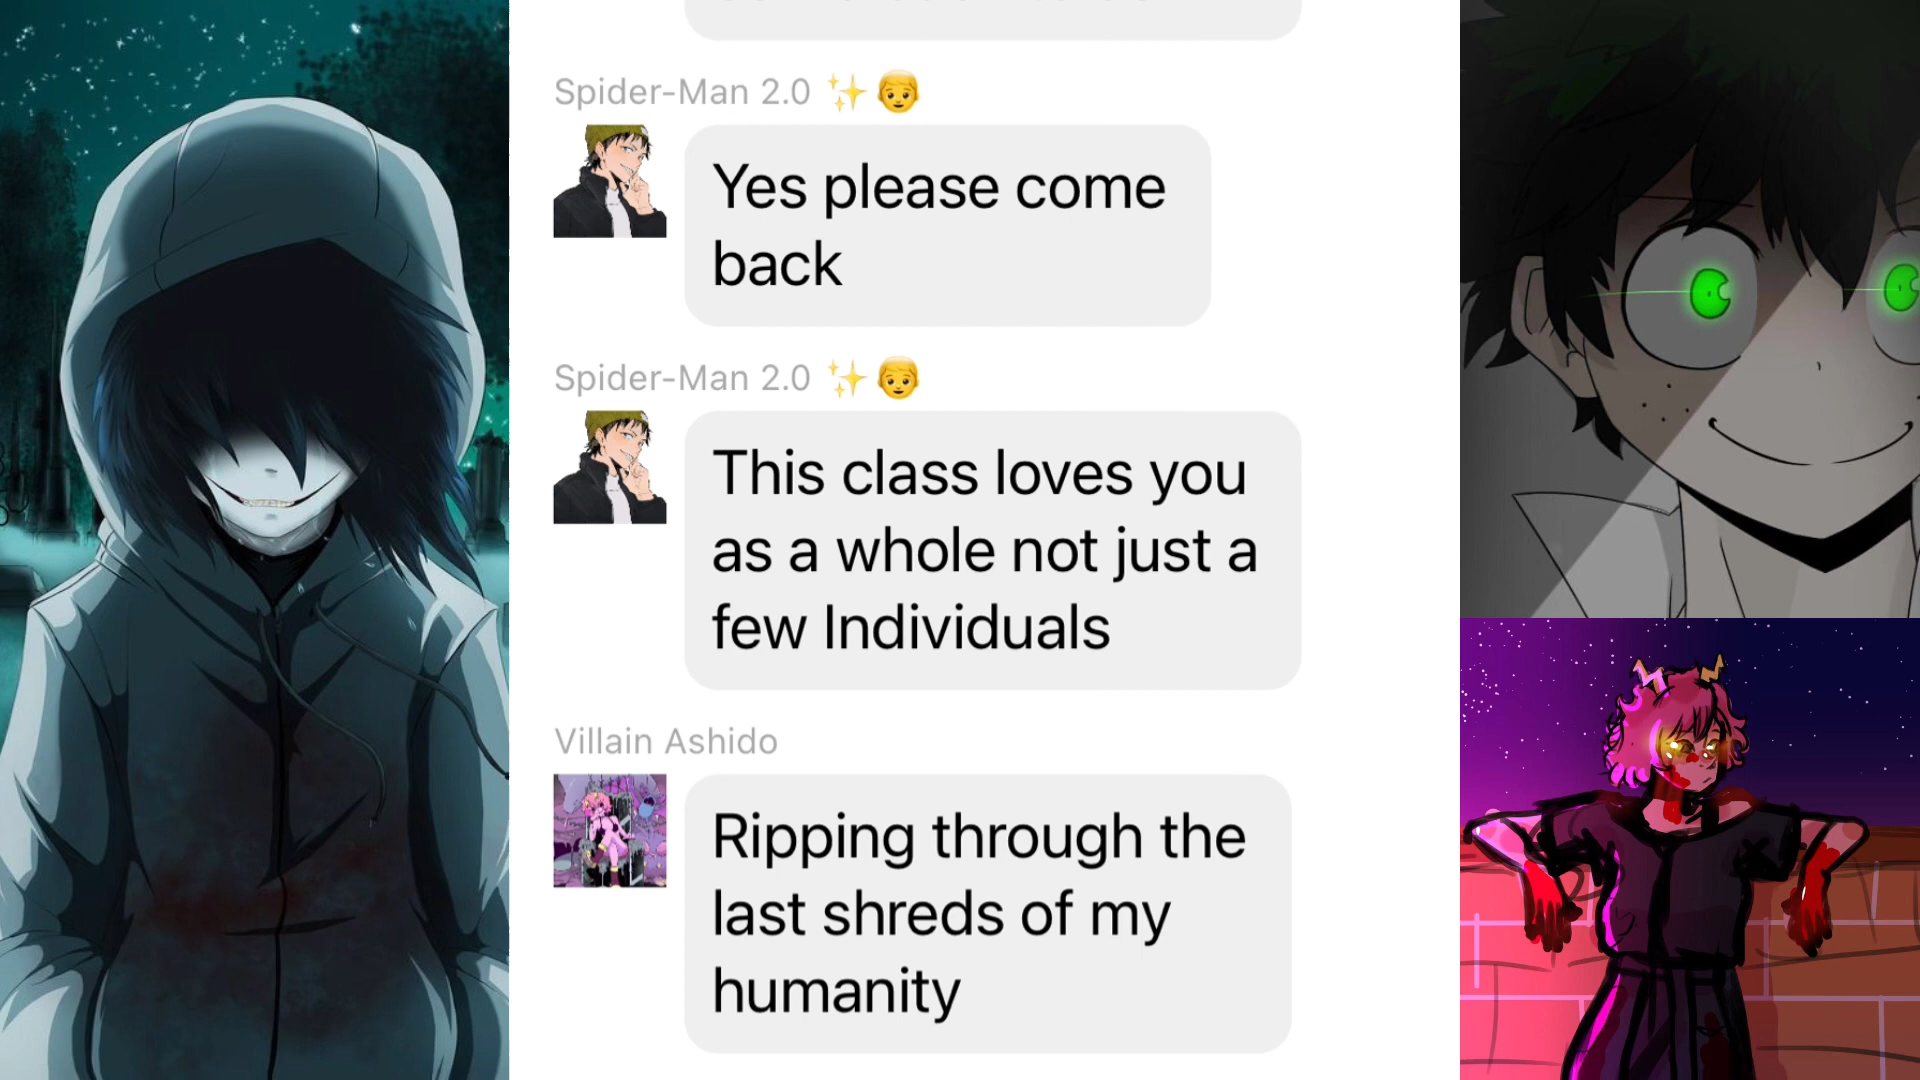 Spider-Man 2.0 ✨👦
Yes please come
back
Spider-Man 2.0 ✨👦
This class loves you
as a whole not just a
few Individuals
Villain Ashido
Ripping through the
last shreds of my
humanity